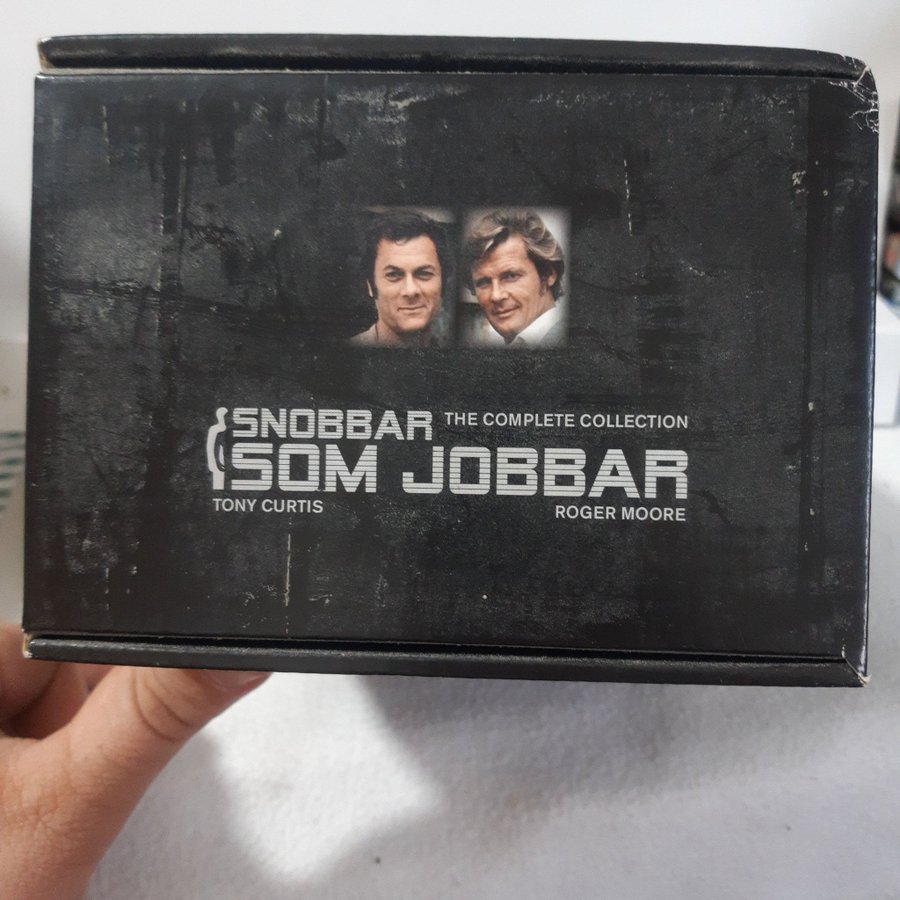 SNOBBAR THE COMPLETE COLLECTION
SOM JOBBAR
TONY CURTIS ROGER MOORE